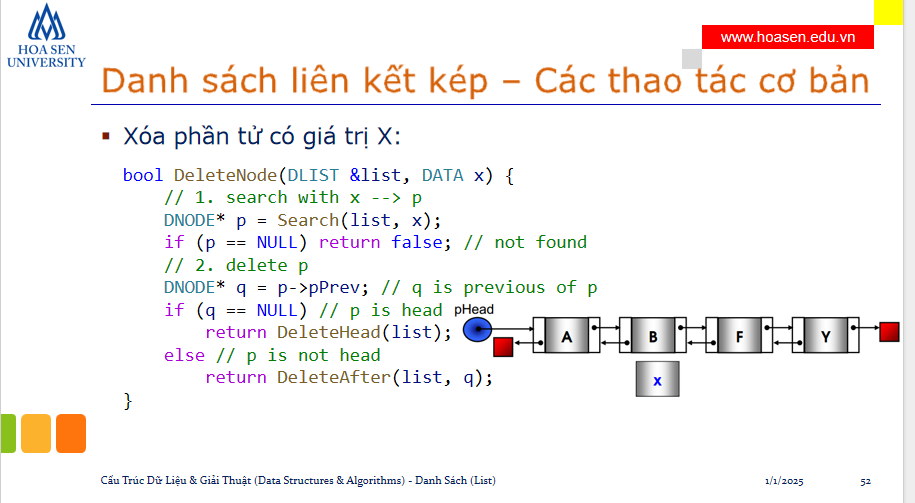 HOA SEN
UNIVERSITY
www.hoasen.edu.vn
Danh sách liên kết kép – Các thao tác cơ bản
▪ Xóa phần tử có giá trị X:
bool DeleteNode(DLIST &list, DATA x) {
// 1. search with x --> p
DNODE* p = Search(list, x);
if (p == NULL) return false; // not found
// 2. delete p
DNODE* q = p->pPrev; // q is previous of p
if (q == NULL) // p is head
return DeleteHead(list);
else // p is not head
return DeleteAfter(list, q);
}
pHead
A B F Y
x
Cấu Trúc Dữ Liệu & Giải Thuật (Data Structures & Algorithms) - Danh Sách (List)
1/1/2025
52